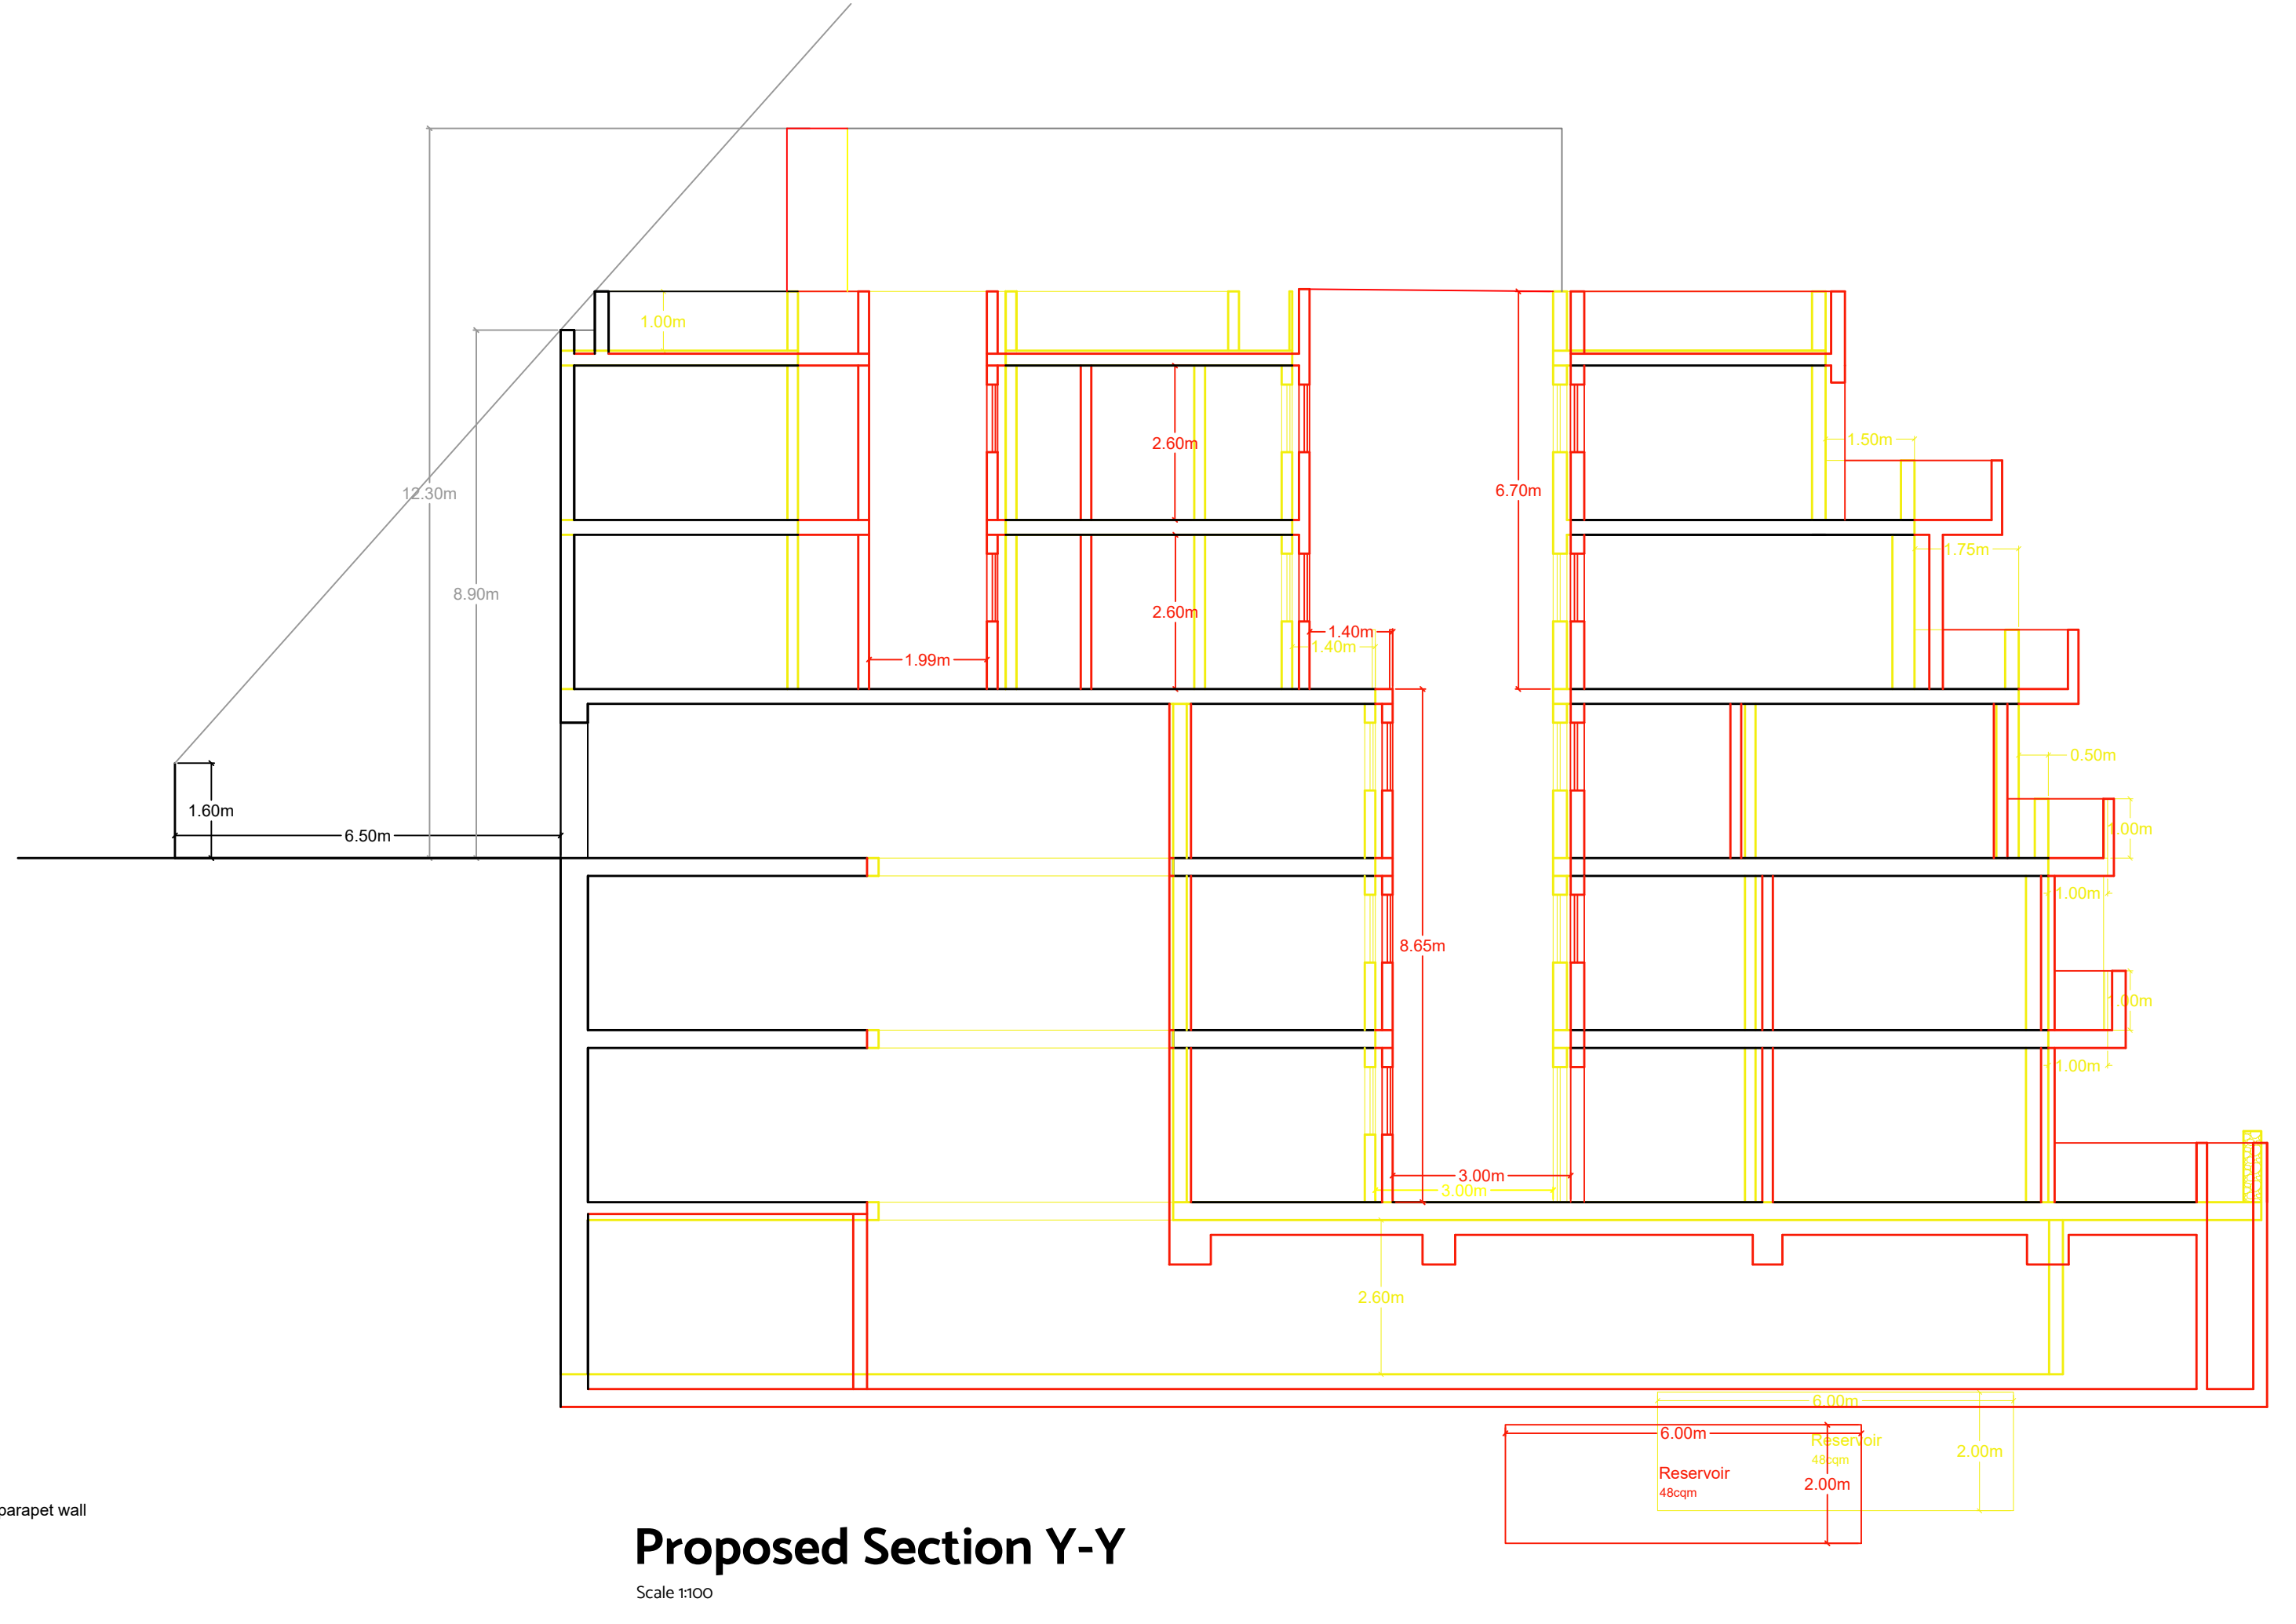 1.00m
2.60m
1.50m
12.30m
6.70m
1.75m
8.90m
2.60m
1.40m
1.40m
1.99m
0.50m
1.60m
6.50m
1.00m
1.00m
8.65m
1.00m
1.00m
3.00m
3.00m
2.60m
6.00m
6.00m
Reservoir
48cqm
2.00m
Reservoir
48cqm
2.00m
parapet wall
Proposed Section Y-Y
Scale 1:100